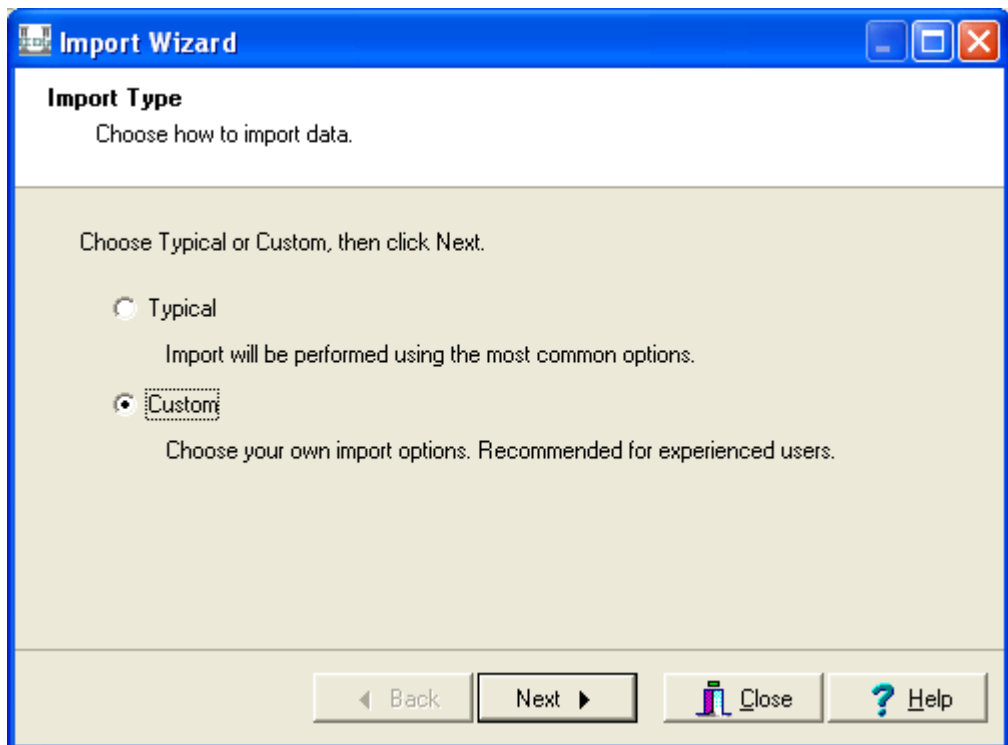 Import Wizard
Import Type
Choose how to import data.
Choose Typical or Custom, then click Next.
Typical
Import will be performed using the most common options.
Custom
Choose your own import options. Recommended for experienced users.
Back Next Close Help